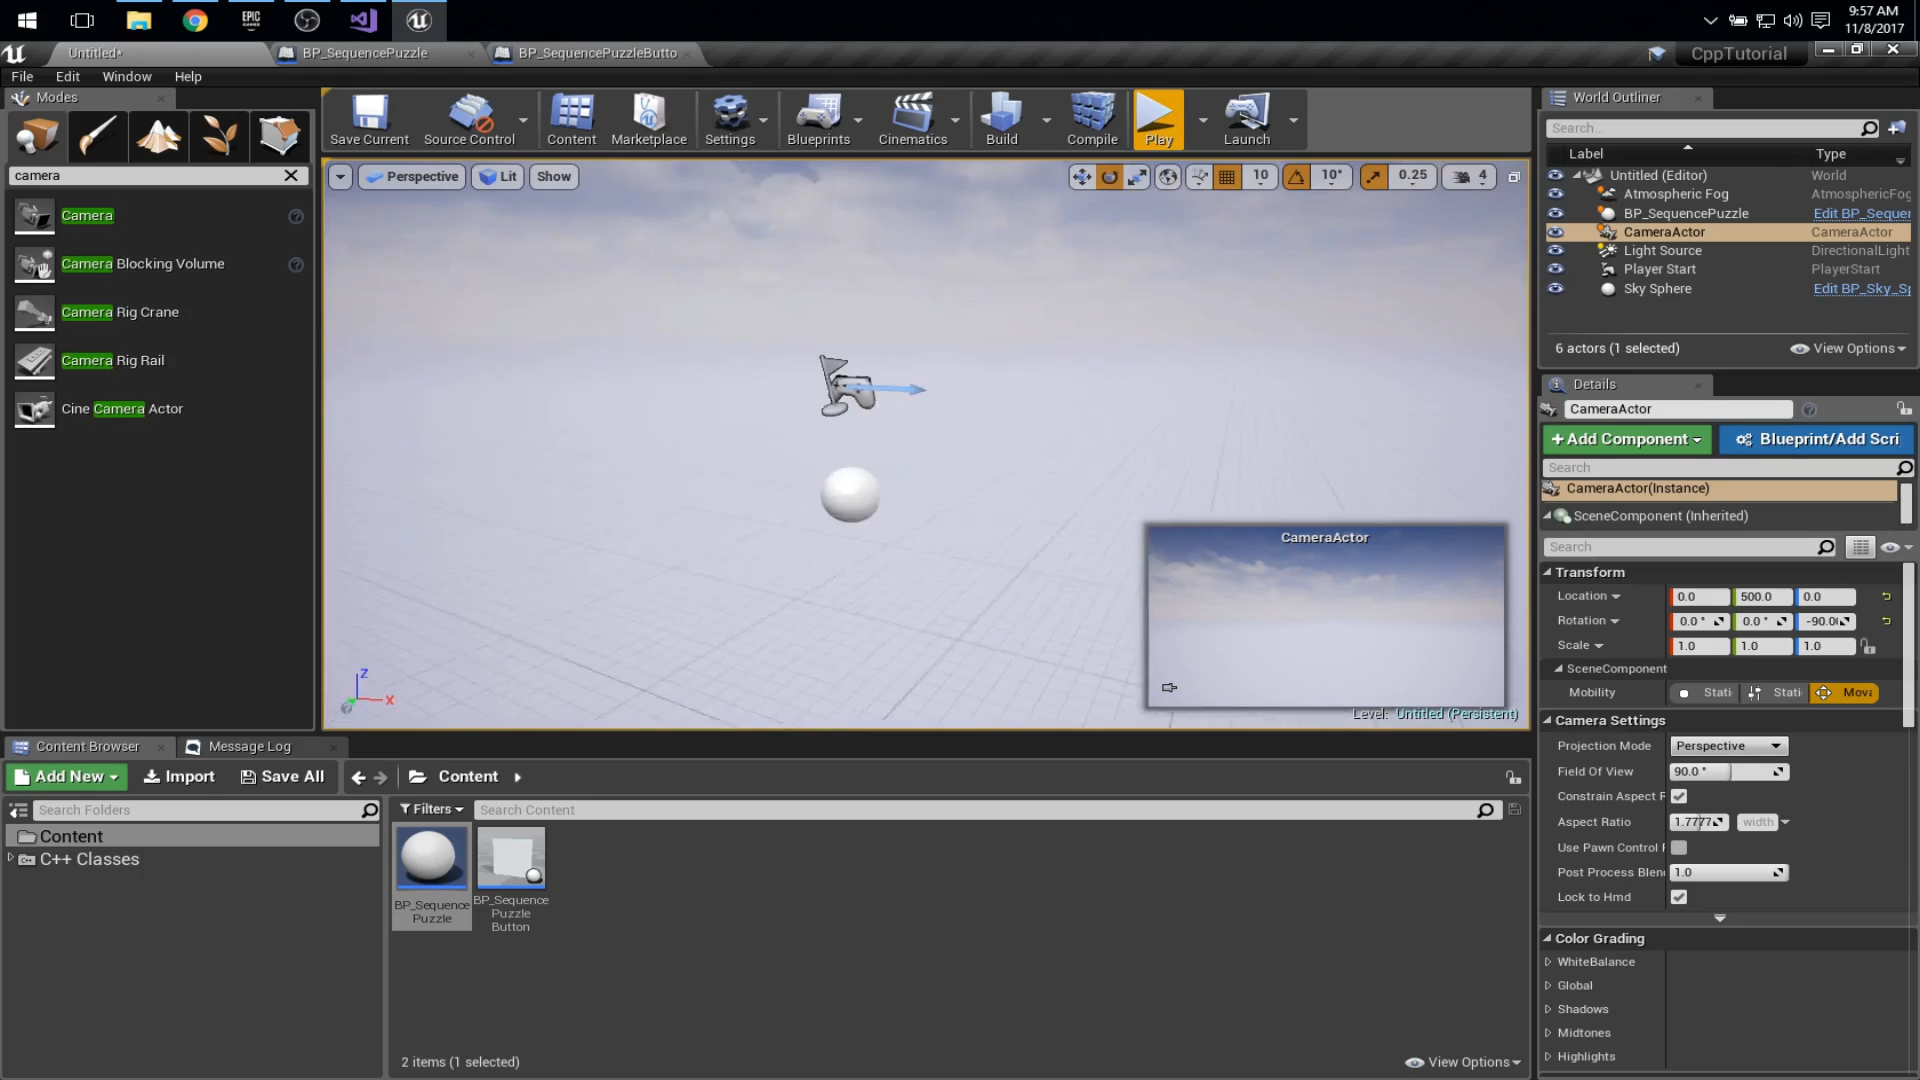 9:57 AM
EPIC GAMES
11/8/2017
Untitled*
BP_SequencePuzzle
BP_SequencePuzzleButto
CppTutorial
File Edit Window Help
Modes
Save Current
Source Control
Content
Marketplace
Settings
Blueprints
Cinematics
Build
Compile
Play
Launch
World Outliner
Search...
Label
Type
camera
Perspective
Lit
Show
10
10°
0.25
4
Untitled (Editor) World
Atmospheric Fog AtmosphericFog
BP_SequencePuzzle Edit BP_Sequer
CameraActor CameraActor
Light Source DirectionalLight
Player Start PlayerStart
Sky Sphere Edit BP_Sky_Sp
6 actors (1 selected)
View Options
Camera
Camera Blocking Volume
Camera Rig Crane
Camera Rig Rail
Cine Camera Actor
Details
CameraActor
+Add Component
Blueprint/Add Scri
Search
CameraActor(Instance)
SceneComponent (Inherited)
Search
CameraActor
Transform
Location 0.0 500.0 0.0
Rotation 0.0 ° 0.0 ° -90.0
Scale 1.0 1.0 1.0
SceneComponent
Mobility Stati Stati Mova
Z
X
Level: Untitled (Persistent)
Camera Settings
Projection Mode Perspective
Field Of View 90.0 °
Constrain Aspect F
Aspect Ratio 1.7777 width
Use Pawn Control F
Post Process Blen 1.0
Lock to Hmd
Color Grading
WhiteBalance
Global
Shadows
Midtones
Highlights
Content Browser
Message Log
Add New
Import
Save All
Content
Search Folders
Filters
Search Content
Content
C++ Classes
BP_Sequence
Puzzle
BP_Sequence
Puzzle
Button
2 items (1 selected)
View Options